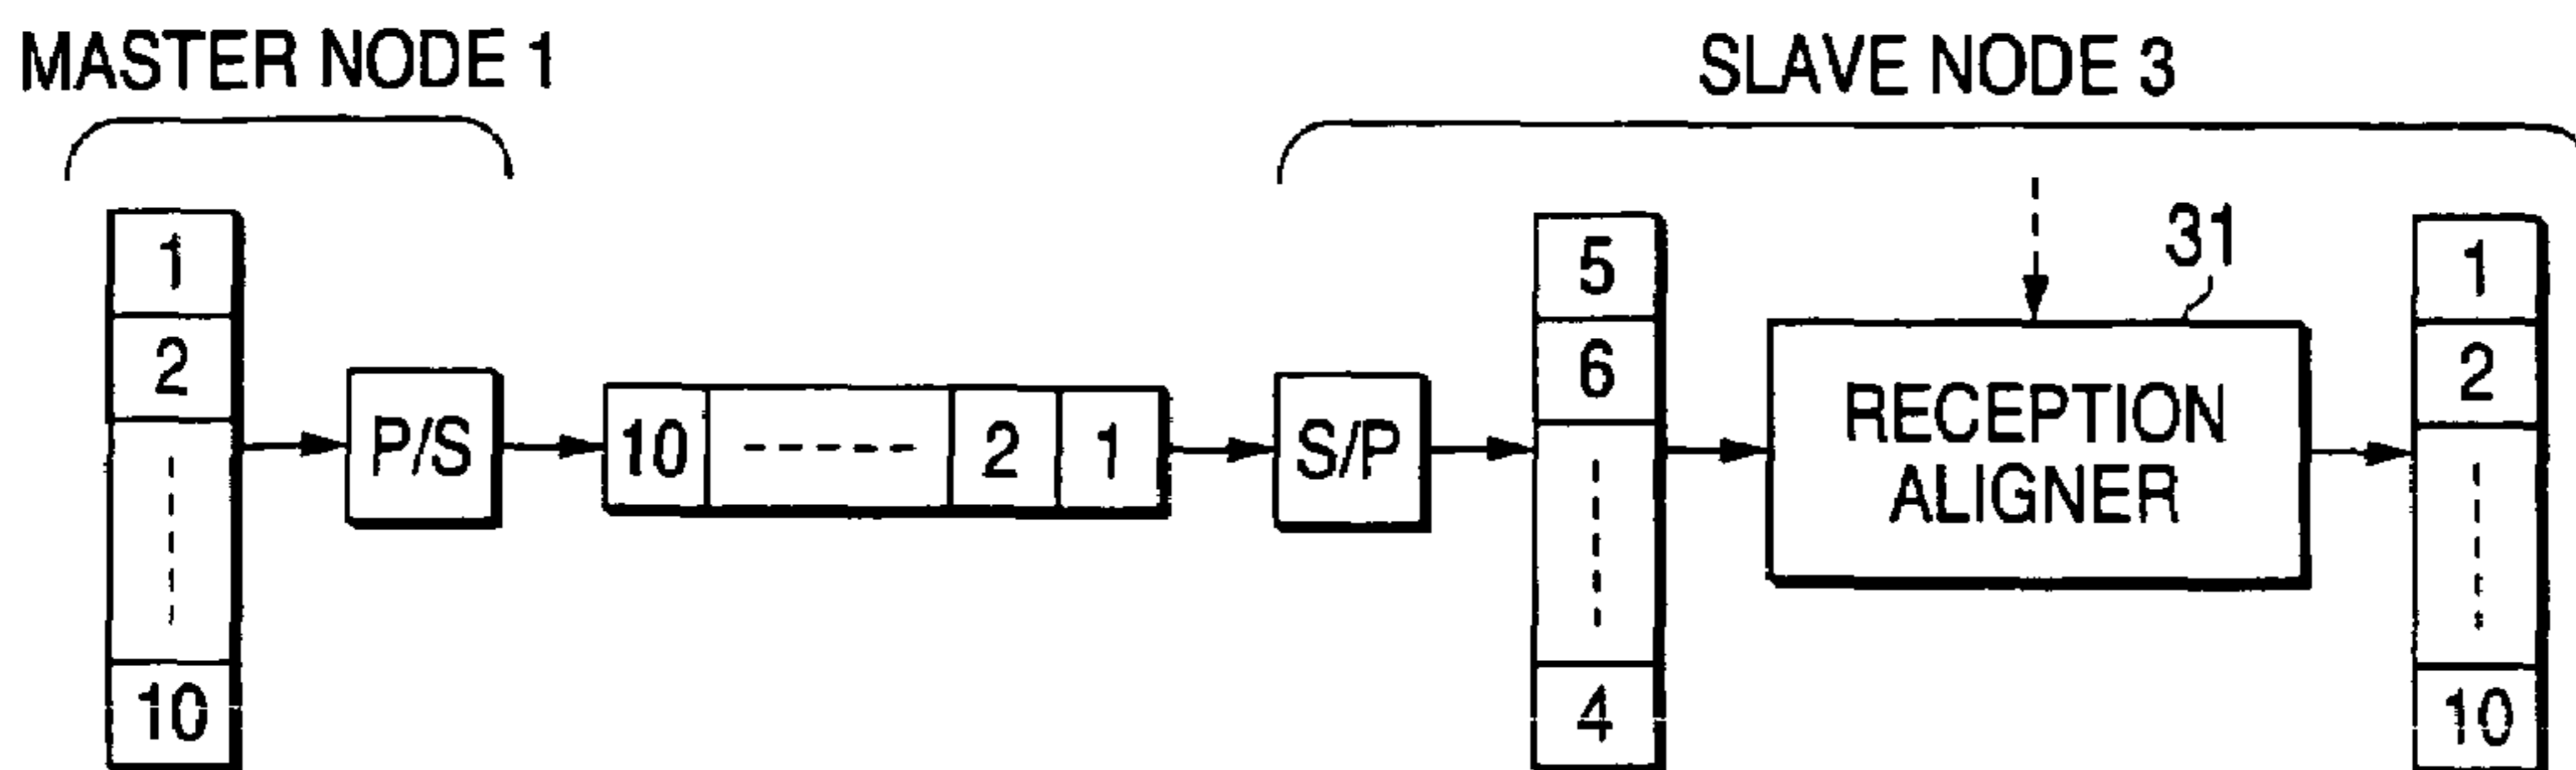 MASTER NODE 1
SLAVE NODE 3
1
2
10
P/S
10 2 1
S/P
5
6
4
31
RECEPTION
ALIGNER
1
2
10